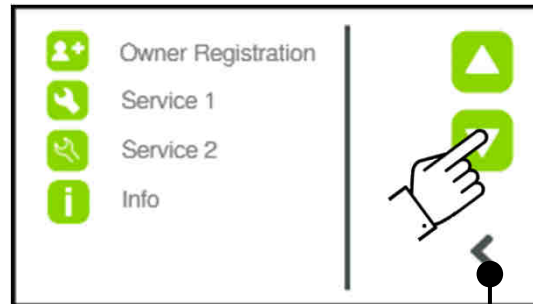 Owner Registration
Service 1
Service 2
Info